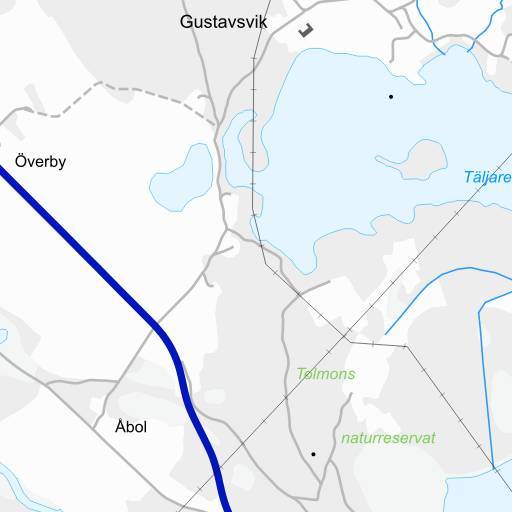 Gustavsvik
Överby
Täljare
Tolmons
Åbol
naturreservat